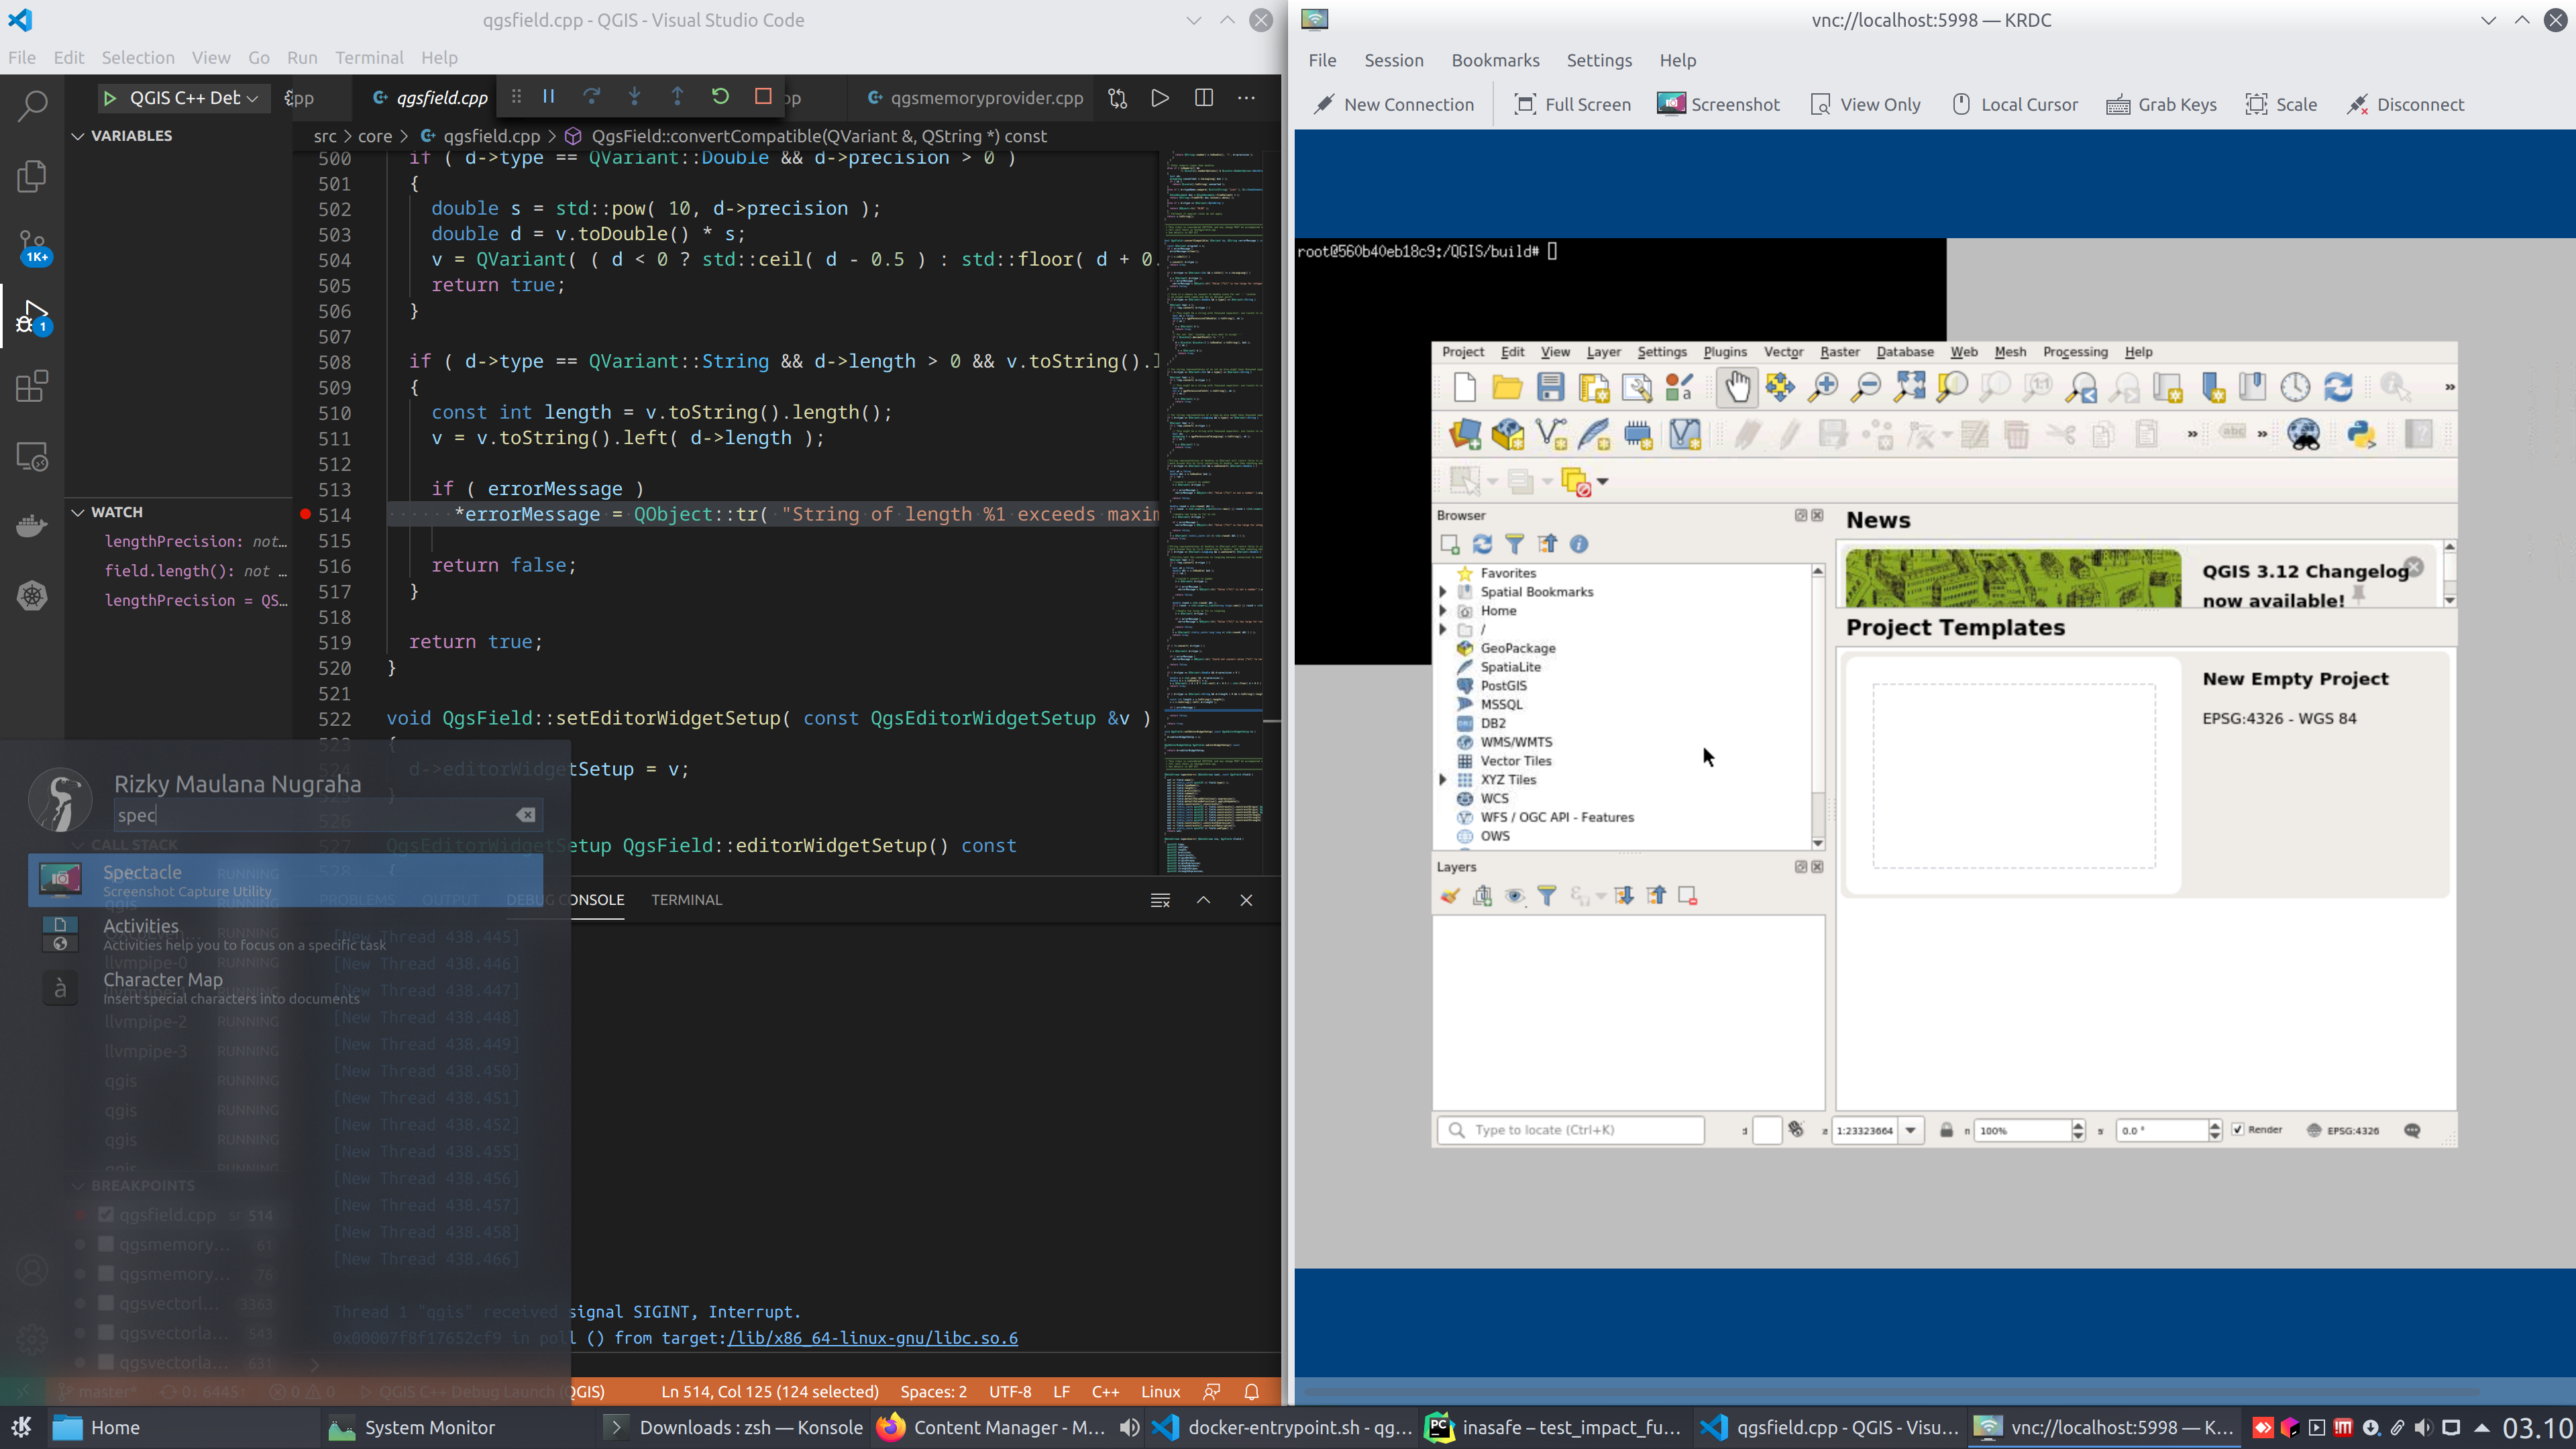 qgsfield.cpp - QGIS - Visual Studio Code
File Edit Selection View Go Run Terminal Help
QGIS C++ Deb
qgsfield.cpp
qgsmemoryprovider.cpp
src > core > qgsfield.cpp > QgsField::convertCompatible(QVariant &, QString *) const
VARIABLES
1K+
1
WATCH
lengthPrecision: not…
field.length(): not …
lengthPrecision = QS…
500 if ( d->type == QVariant::Double && d->precision > 0 )
501 {
502 double s = std::pow( 10, d->precision );
503 double d = v.toDouble() * s;
504 v = QVariant( ( d < 0 ? std::ceil( d - 0.5 ) : std::floor( d + 0.
505 return true;
506 }
507
508 if ( d->type == QVariant::String && d->length > 0 && v.toString().l
509 {
510 const int length = v.toString().length();
511 v = v.toString().left( d->length );
512
513 if ( errorMessage )
514 *errorMessage = QObject::tr( "String of length %1 exceeds maxim
515
516 return false;
517 }
518
519 return true;
520 }
521
522 void QgsField::setEditorWidgetSetup( const QgsEditorWidgetSetup &v )
523 {
524 d->editorWidgetSetup = v;
525 }
526
527 QgsEditorWidgetSetup QgsField::editorWidgetSetup() const
528 {
Rizky Maulana Nugraha
spec
CALL STACK
Spectacle
Screenshot Capture Utility
Activities
Activities help you to focus on a specific task
Character Map
Insert special characters into documents
llvmpipe-0 RUNNING
llvmpipe-2 RUNNING
llvmpipe-3 RUNNING
qgis RUNNING
qgis RUNNING
qgis RUNNING
qgis RUNNING
BREAKPOINTS
qgsfield.cpp 514
qgsmemory… 61
qgsmemory… 76
qgsvectorl… 3363
qgsvectorla… 543
qgsvectorla… 631
PROBLEMS OUTPUT DEBUG CONSOLE TERMINAL
[New Thread 438.445]
[New Thread 438.446]
[New Thread 438.447]
[New Thread 438.448]
[New Thread 438.449]
[New Thread 438.450]
[New Thread 438.451]
[New Thread 438.452]
[New Thread 438.455]
[New Thread 438.456]
[New Thread 438.457]
[New Thread 438.458]
[New Thread 438.466]
Thread 1 "qgis" received signal SIGINT, Interrupt.
0x00007f8f17652cf9 in poll () from target:/lib/x86_64-linux-gnu/libc.so.6
master* 0↓ 6445↑ 0 0 QGIS C++ Debug Launch (QGIS) Ln 514, Col 125 (124 selected) Spaces: 2 UTF-8 LF C++ Linux
vnc://localhost:5998 — KRDC
File Session Bookmarks Settings Help
New Connection Full Screen Screenshot View Only Local Cursor Grab Keys Scale Disconnect
root@560b40eb18c9:/QGIS/build#
Project Edit View Layer Settings Plugins Vector Raster Database Web Mesh Processing Help
Browser
Favorites
Spatial Bookmarks
Home
/
GeoPackage
SpatiaLite
PostGIS
MSSQL
DB2
WMS/WMTS
Vector Tiles
XYZ Tiles
WCS
WFS / OGC API - Features
OWS
Layers
News
QGIS 3.12 Changelog
now available!
Project Templates
New Empty Project
EPSG:4326 - WGS 84
Type to locate (Ctrl+K)
1:23323664
100%
0.0 °
Render
EPSG:4326
Home
System Monitor
Downloads : zsh — Konsole
Content Manager - M…
docker-entrypoint.sh - qg…
inasafe – test_impact_fu…
qgsfield.cpp - QGIS - Visu…
vnc://localhost:5998 — K…
03.10